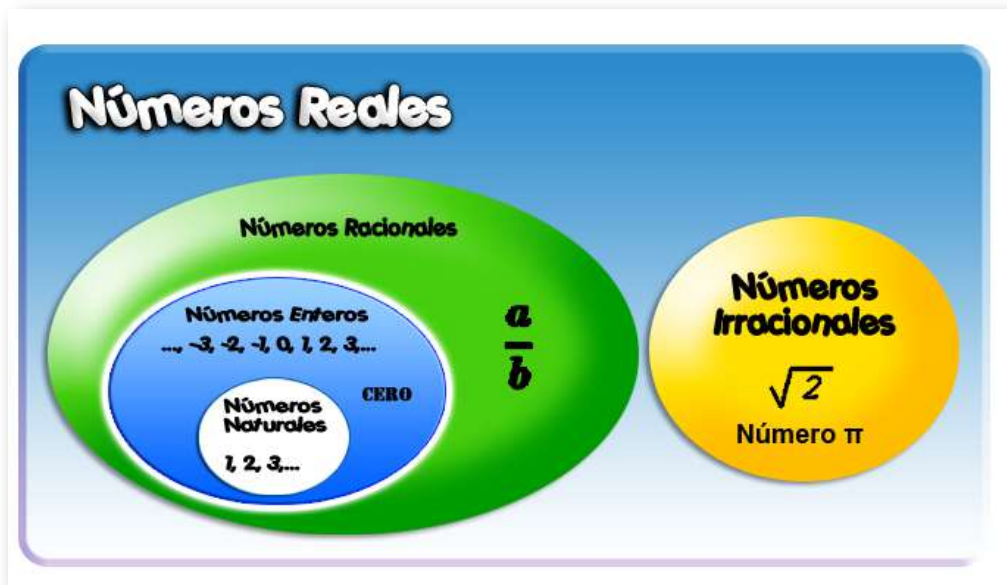 Números Reales
Números Racionales
Números Enteros
..., -3, -2, -1, 0, 1, 2, 3,...
CERO
Números
Naturales
1, 2, 3,...
a
b
Números
Irracionales
√2
Número π